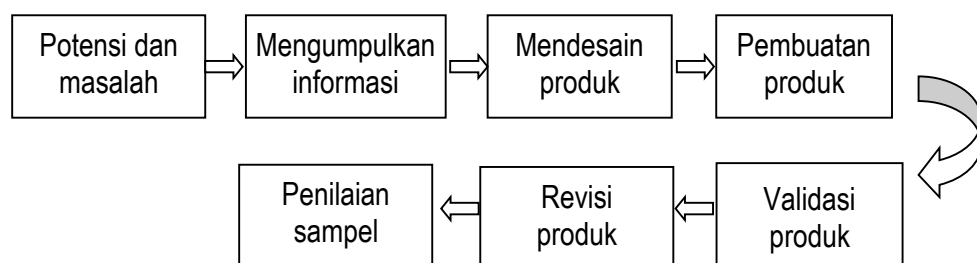 Potensi dan
masalah
Mengumpulkan
informasi
Mendesain
produk
Pembuatan
produk
Validasi
produk
Revisi
produk
Penilaian
sampel